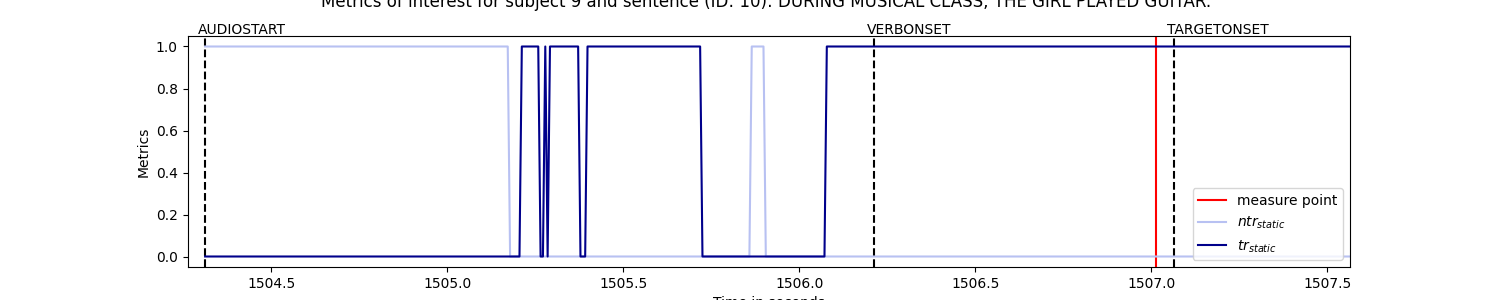 Metrics of interest for subject 9 and sentence (ID: 10): DURING MUSICAL CLASS, THE GIRL PLAYED GUITAR.
AUDIOSTART VERBONSET TARGETONSET
1.0
0.8
0.6
0.4
0.2
0.0
Metrics
measure point
ntr_static
tr_static
1504.5 1505.0 1505.5 1506.0 1506.5 1507.0 1507.5
Time in seconds